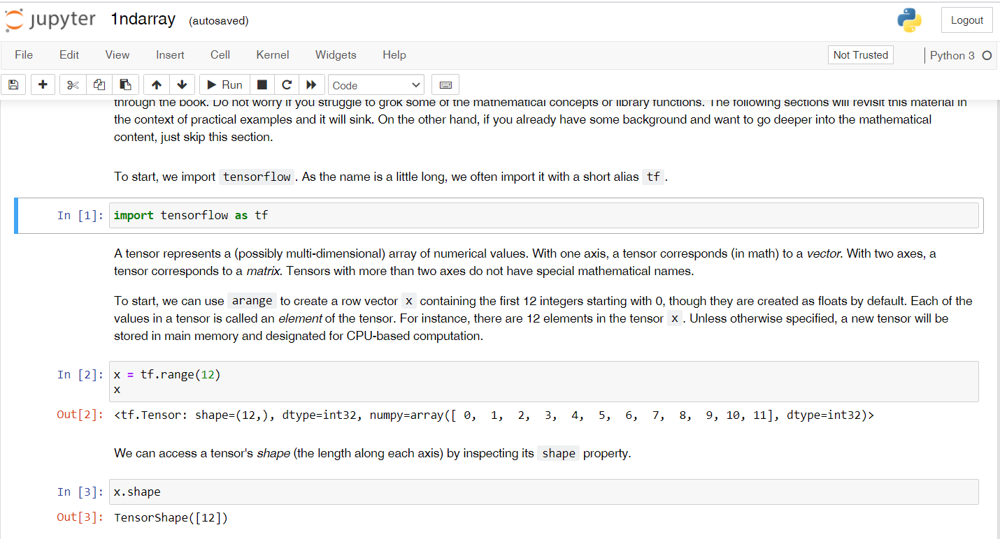 jupyter 1ndarray (autosaved) Logout
File Edit View Insert Cell Kernel Widgets Help Not Trusted Python 3
Run Code
through the book. Do not worry if you struggle to grok some of the mathematical concepts or library functions. The following sections will revisit this material in
the context of practical examples and it will sink. On the other hand, if you already have some background and want to go deeper into the mathematical
content, just skip this section.
To start, we import tensorflow . As the name is a little long, we often import it with a short alias tf .
In [1]: import tensorflow as tf
A tensor represents a (possibly multi-dimensional) array of numerical values. With one axis, a tensor corresponds (in math) to a vector. With two axes, a
tensor corresponds to a matrix. Tensors with more than two axes do not have special mathematical names.
To start, we can use arange to create a row vector x containing the first 12 integers starting with 0, though they are created as floats by default. Each of the
values in a tensor is called an element of the tensor. For instance, there are 12 elements in the tensor x . Unless otherwise specified, a new tensor will be
stored in main memory and designated for CPU-based computation.
In [2]: x = tf.range(12)
x
Out[2]: <tf.Tensor: shape=(12,), dtype=int32, numpy=array([ 0,  1,  2,  3,  4,  5,  6,  7,  8,  9, 10, 11], dtype=int32)>
We can access a tensor's shape (the length along each axis) by inspecting its shape property.
In [3]: x.shape
Out[3]: TensorShape([12])